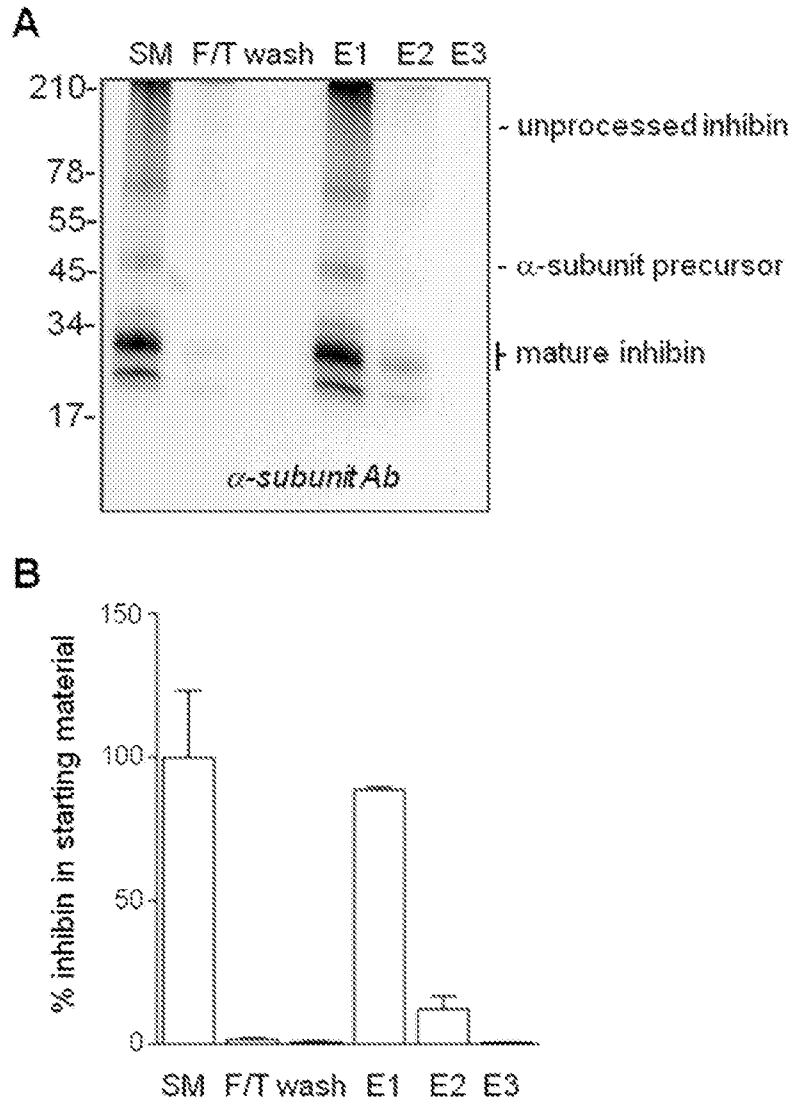 A
SM F/T wash E1 E2 E3
210-
- unprocessed inhibin
78-
55-
45-
- α-subunit precursor
34-
mature inhibin
17-
α-subunit Ab
B
% inhibin in starting material
150
100
50
0
SM F/T wash E1 E2 E3